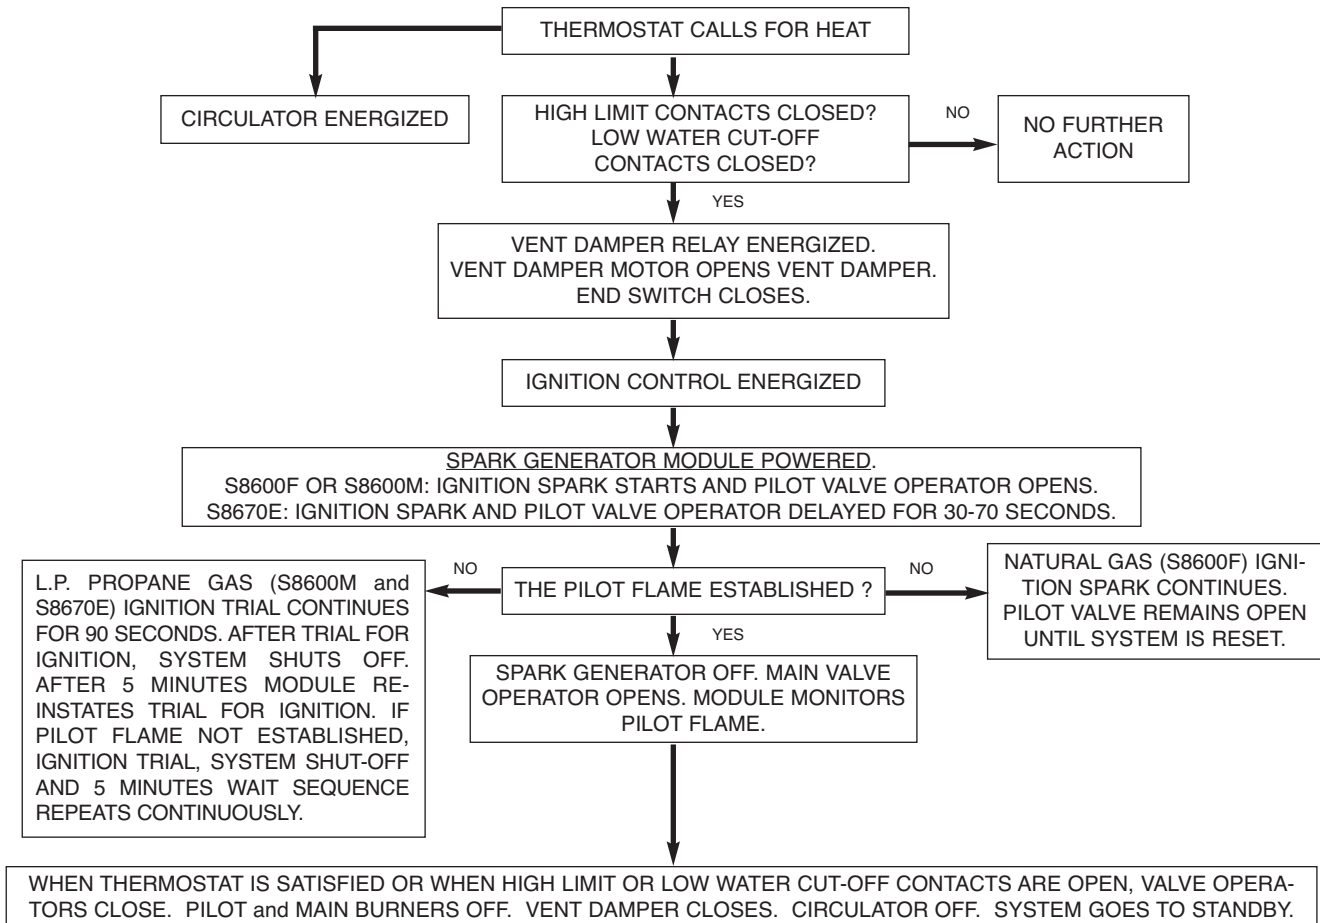 THERMOSTAT CALLS FOR HEAT
CIRCULATOR ENERGIZED
HIGH LIMIT CONTACTS CLOSED?
LOW WATER CUT-OFF
CONTACTS CLOSED?
NO
NO FURTHER
ACTION
YES
VENT DAMPER RELAY ENERGIZED.
VENT DAMPER MOTOR OPENS VENT DAMPER.
END SWITCH CLOSES.
IGNITION CONTROL ENERGIZED
SPARK GENERATOR MODULE POWERED.
S8600F OR S8600M: IGNITION SPARK STARTS AND PILOT VALVE OPERATOR OPENS.
S8670E: IGNITION SPARK AND PILOT VALVE OPERATOR DELAYED FOR 30-70 SECONDS.
THE PILOT FLAME ESTABLISHED ?
NO
L.P. PROPANE GAS (S8600M and
S8670E) IGNITION TRIAL CONTINUES
FOR 90 SECONDS. AFTER TRIAL FOR
IGNITION, SYSTEM SHUTS OFF.
AFTER 5 MINUTES MODULE RE-
INSTATES TRIAL FOR IGNITION. IF
PILOT FLAME NOT ESTABLISHED,
IGNITION TRIAL, SYSTEM SHUT-OFF
AND 5 MINUTES WAIT SEQUENCE
REPEATS CONTINUOUSLY.
NO
NATURAL GAS (S8600F) IGNI-
TION SPARK CONTINUES.
PILOT VALVE REMAINS OPEN
UNTIL SYSTEM IS RESET.
YES
SPARK GENERATOR OFF. MAIN VALVE
OPERATOR OPENS. MODULE MONITORS
PILOT FLAME.
WHEN THERMOSTAT IS SATISFIED OR WHEN HIGH LIMIT OR LOW WATER CUT-OFF CONTACTS ARE OPEN, VALVE OPERA-
TORS CLOSE. PILOT and MAIN BURNERS OFF. VENT DAMPER CLOSES. CIRCULATOR OFF. SYSTEM GOES TO STANDBY.